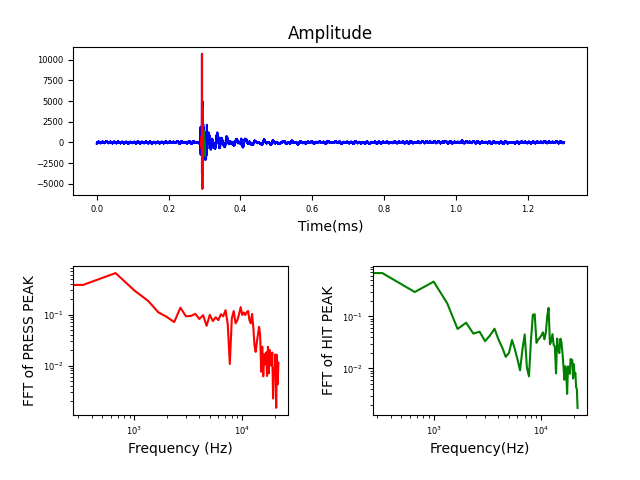 Amplitude
10000
7500
5000
2500
0
−2500
−5000
0.0 0.2 0.4 0.6 0.8 1.0 1.2
Time(ms)
FFT of PRESS PEAK
10⁻¹
10⁻²
10³ 10⁴
Frequency (Hz)
FFT of HIT PEAK
10⁻¹
10⁻²
10³ 10⁴
Frequency(Hz)